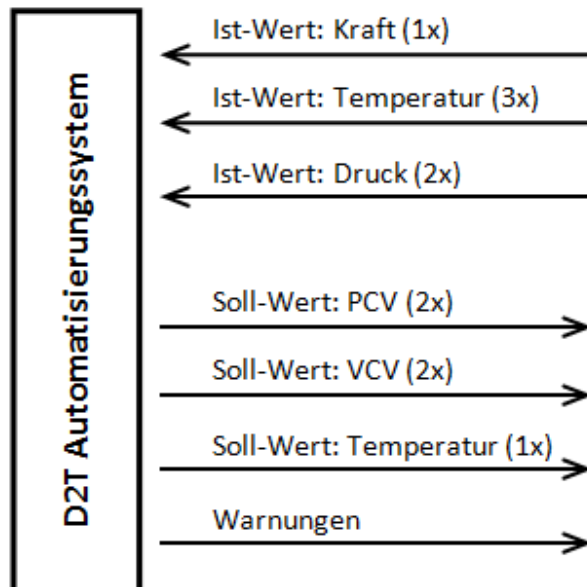 D2T Automatisierungssystem
Ist-Wert: Kraft (1x)
Ist-Wert: Temperatur (3x)
Ist-Wert: Druck (2x)
Soll-Wert: PCV (2x)
Soll-Wert: VCV (2x)
Soll-Wert: Temperatur (1x)
Warnungen